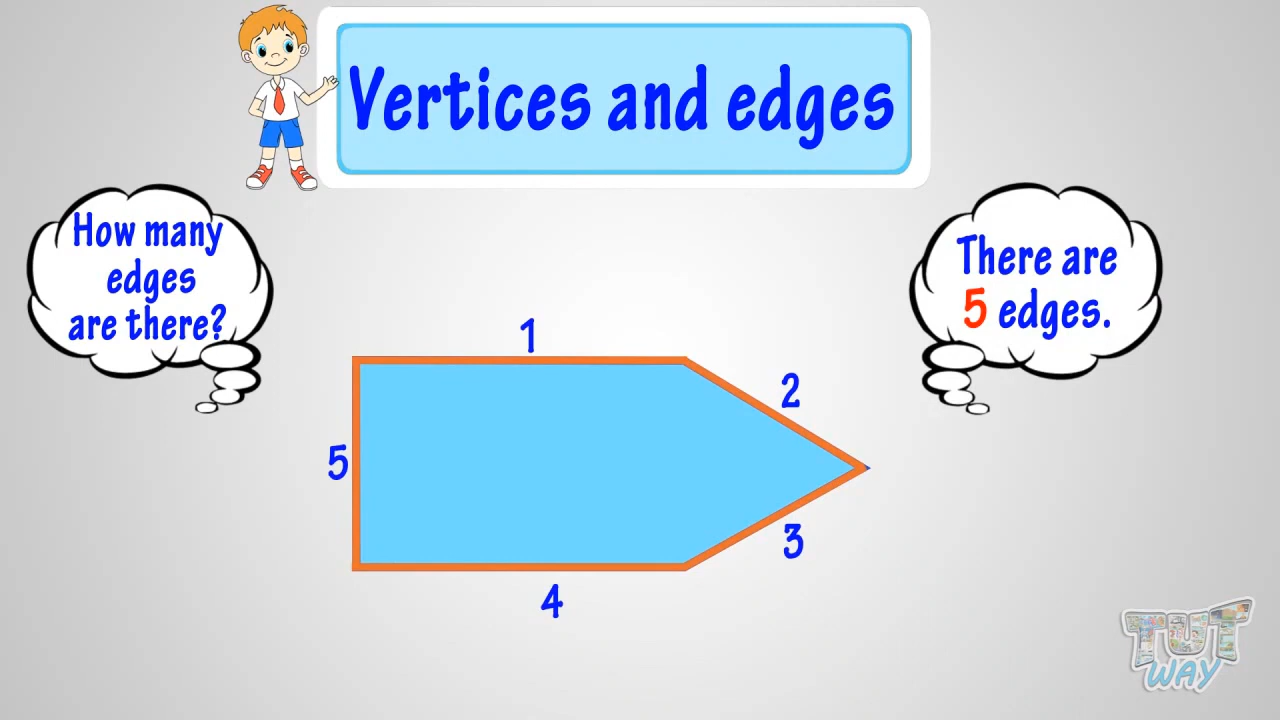 Vertices and edges
How many
edges
are there?
There are
5 edges.
1
2
5
3
4
TUT
WAY